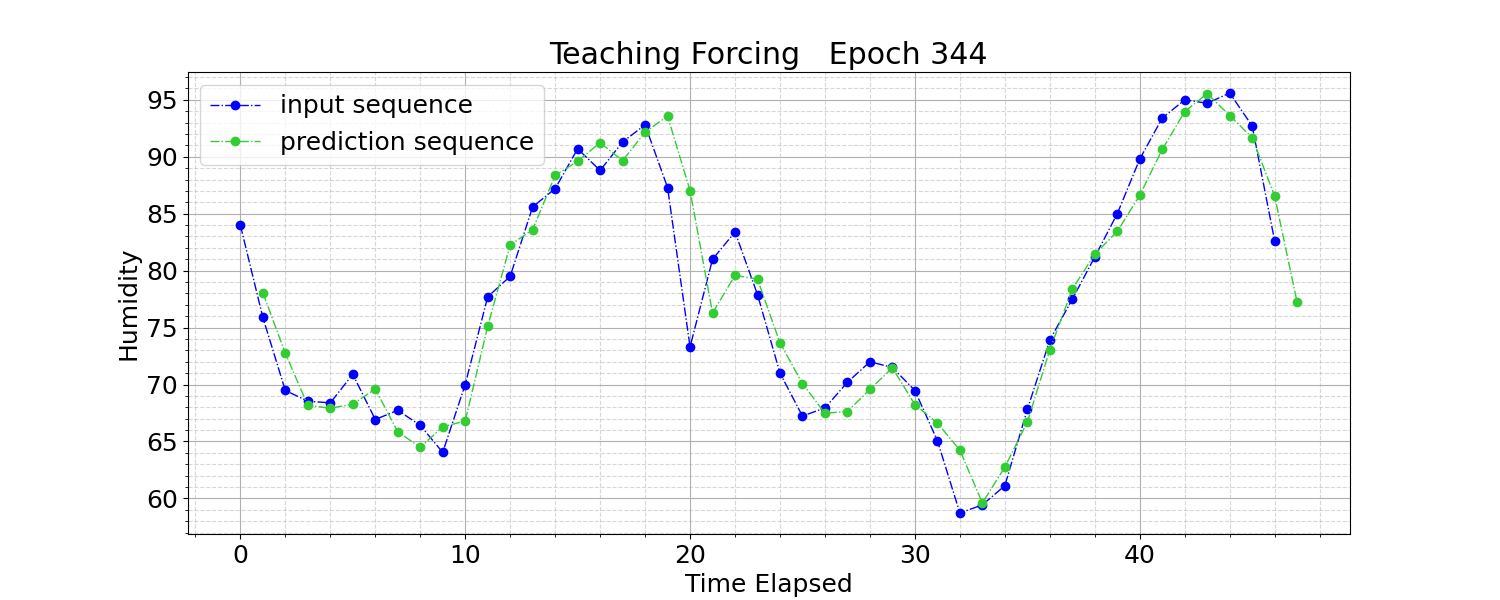 Teaching Forcing   Epoch 344
input sequence
prediction sequence
Humidity
95
90
85
80
75
70
65
60
0 10 20 30 40
Time Elapsed